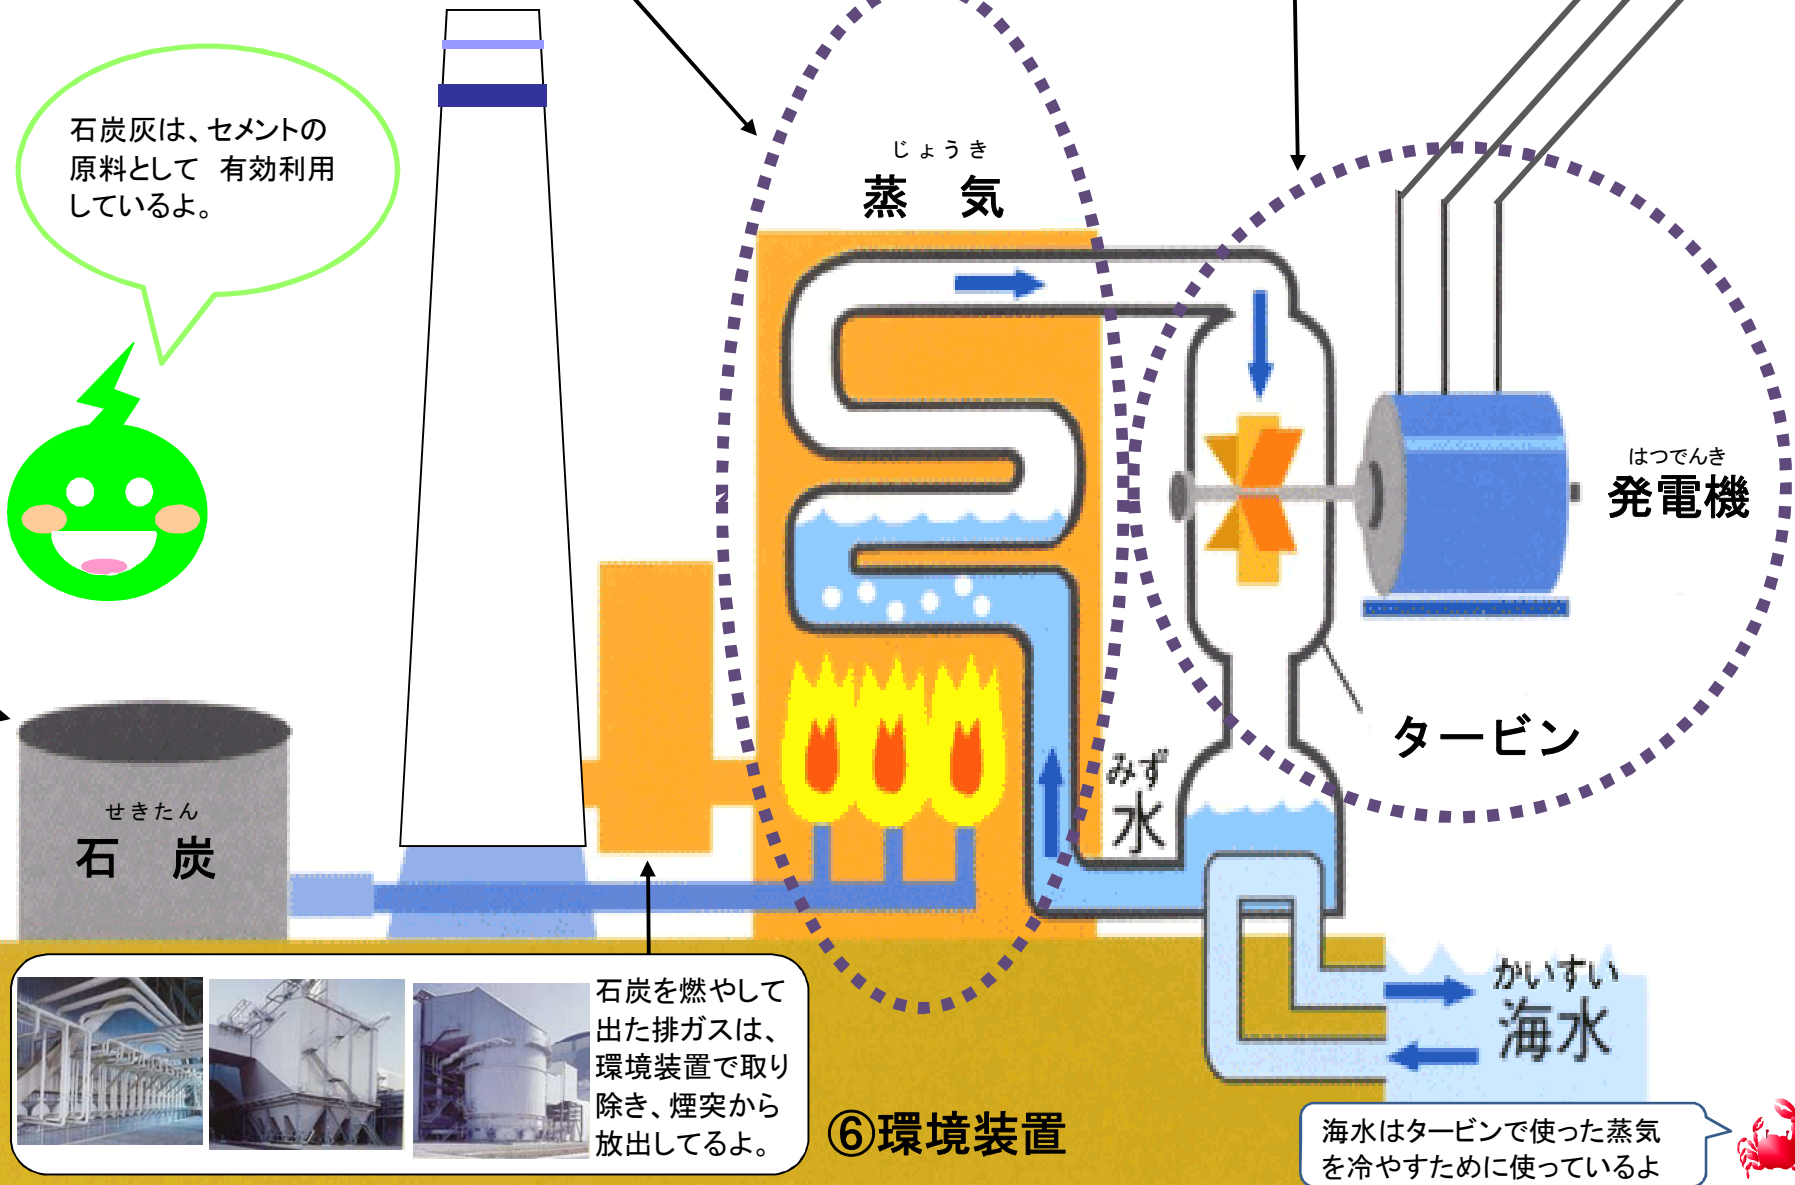 石炭灰は、セメントの
原料として 有効利用
しているよ。
じょうき
蒸 気
はつでんき
発電機
タービン
みず
水
せきたん
石 炭
かいすい
海水
石炭を燃やして
出た排ガスは、
環境装置で取り
除き、煙突から
放出してるよ。
⑥環境装置
海水はタービンで使った蒸気
を冷やすために使っているよ